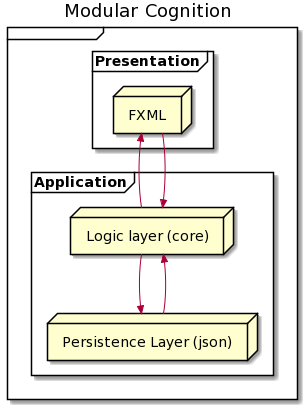 Modular Cognition
Presentation
FXML
Application
Logic layer (core)
Persistence Layer (json)